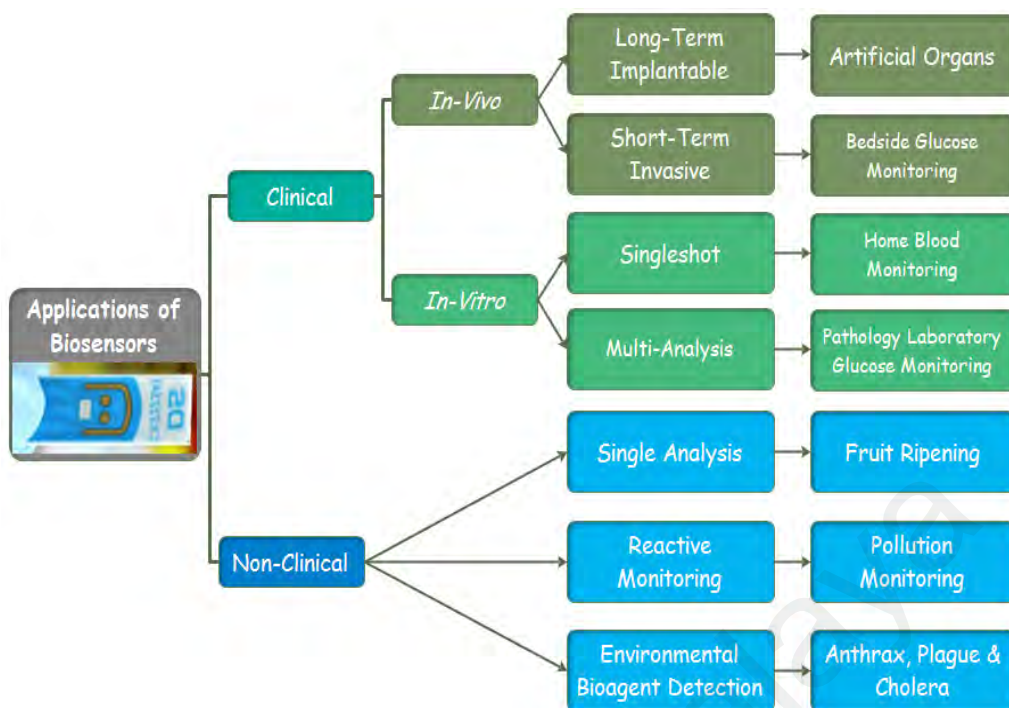 Applications of
Biosensors
Clinical
Non-Clinical
In-Vivo
In-Vitro
Long-Term
Implantable
Artificial Organs
Short-Term
Invasive
Bedside Glucose
Monitoring
Singleshot
Home Blood
Monitoring
Multi-Analysis
Pathology Laboratory
Glucose Monitoring
Single Analysis
Fruit Ripening
Reactive
Monitoring
Pollution
Monitoring
Environmental
Bioagent Detection
Anthrax, Plague &
Cholera